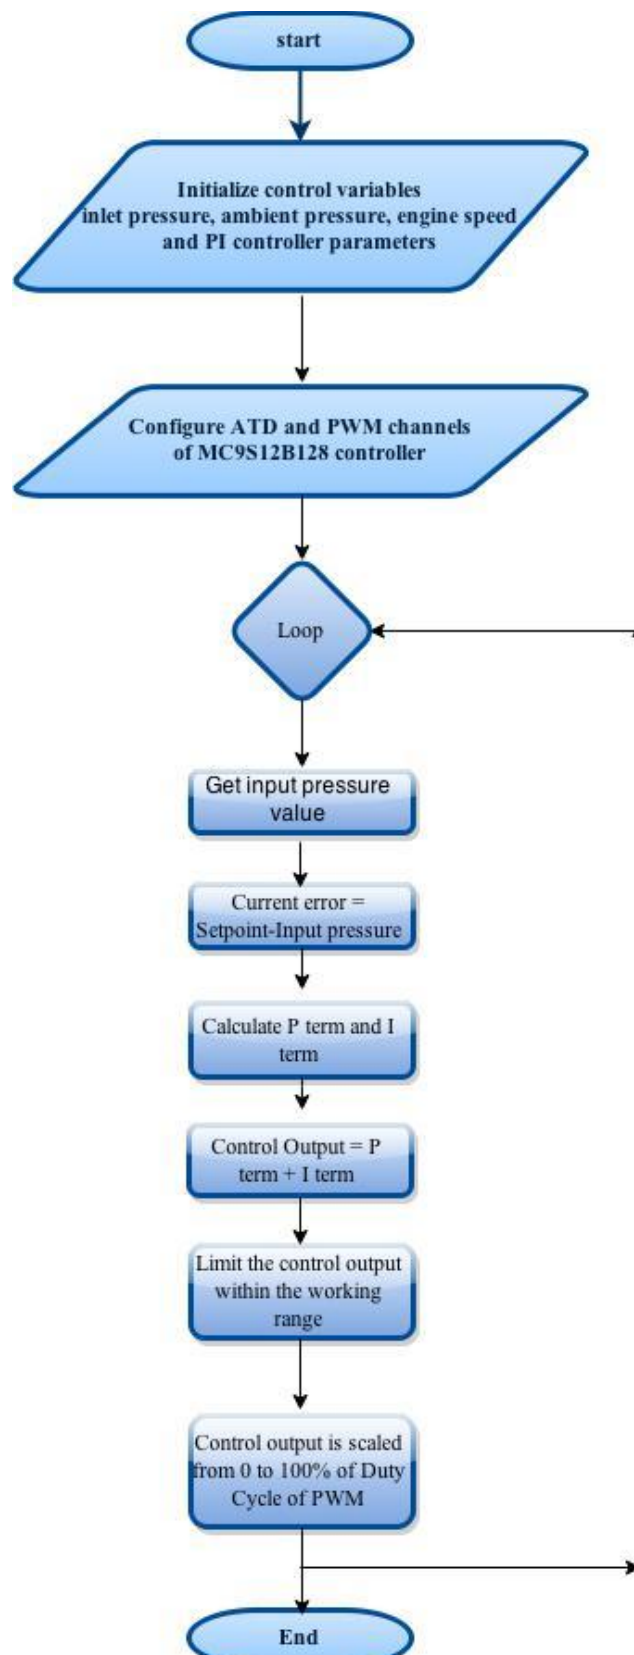 start
Initialize control variables
inlet pressure, ambient pressure, engine speed
and PI controller parameters
Configure ATD and PWM channels
of MC9S12B128 controller
Loop
Get input pressure
value
Current error =
Setpoint-Input pressure
Calculate P term and I
term
Control Output = P
term + I term
Limit the control output
within the working
range
Control output is scaled
from 0 to 100% of Duty
Cycle of PWM
End